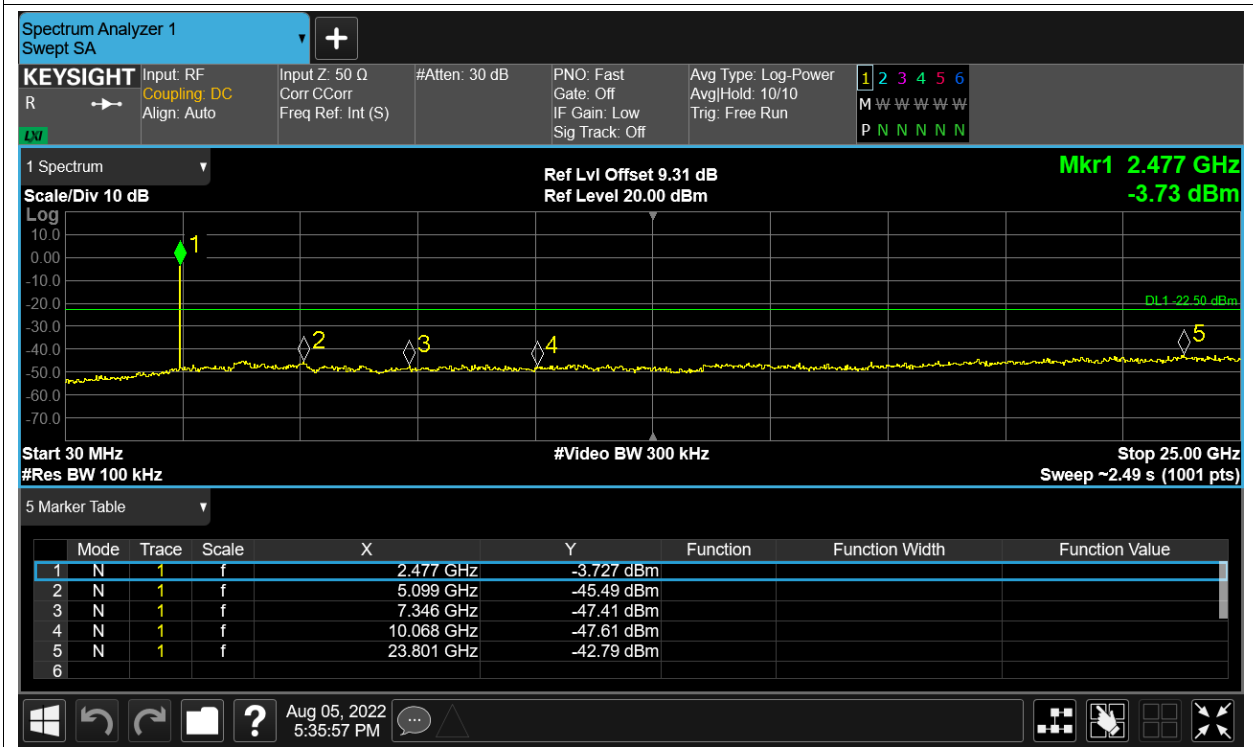 Spectrum Analyzer 1
Swept SA
+
KEYSIGHT Input: RF Input Z: 50 Ω #Atten: 30 dB PNO: Fast Avg Type: Log-Power 1 2 3 4 5 6
R Coupling: DC Corr CCorr Gate: Off Avg|Hold: 10/10 M W W W W W
Align: Auto Freq Ref: Int (S) IF Gain: Low Trig: Free Run
LXI Sig Track: Off P N N N N N
1 Spectrum Ref Lvl Offset 9.31 dB Mkr1 2.477 GHz
Scale/Div 10 dB Ref Level 20.00 dBm -3.73 dBm
Log
10.0
1
0.00
-10.0
-20.0 DL1 -22.50 dBm
-30.0
2 3 4 5
-40.0
-50.0
-60.0
-70.0
Start 30 MHz #Video BW 300 kHz Stop 25.00 GHz
#Res BW 100 kHz Sweep ~2.49 s (1001 pts)
5 Marker Table
Mode Trace Scale X Y Function Function Width Function Value
1 N 1 f 2.477 GHz -3.727 dBm
2 N 1 f 5.099 GHz -45.49 dBm
3 N 1 f 7.346 GHz -47.41 dBm
4 N 1 f 10.068 GHz -47.61 dBm
5 N 1 f 23.801 GHz -42.79 dBm
6
? Aug 05, 2022
5:35:57 PM